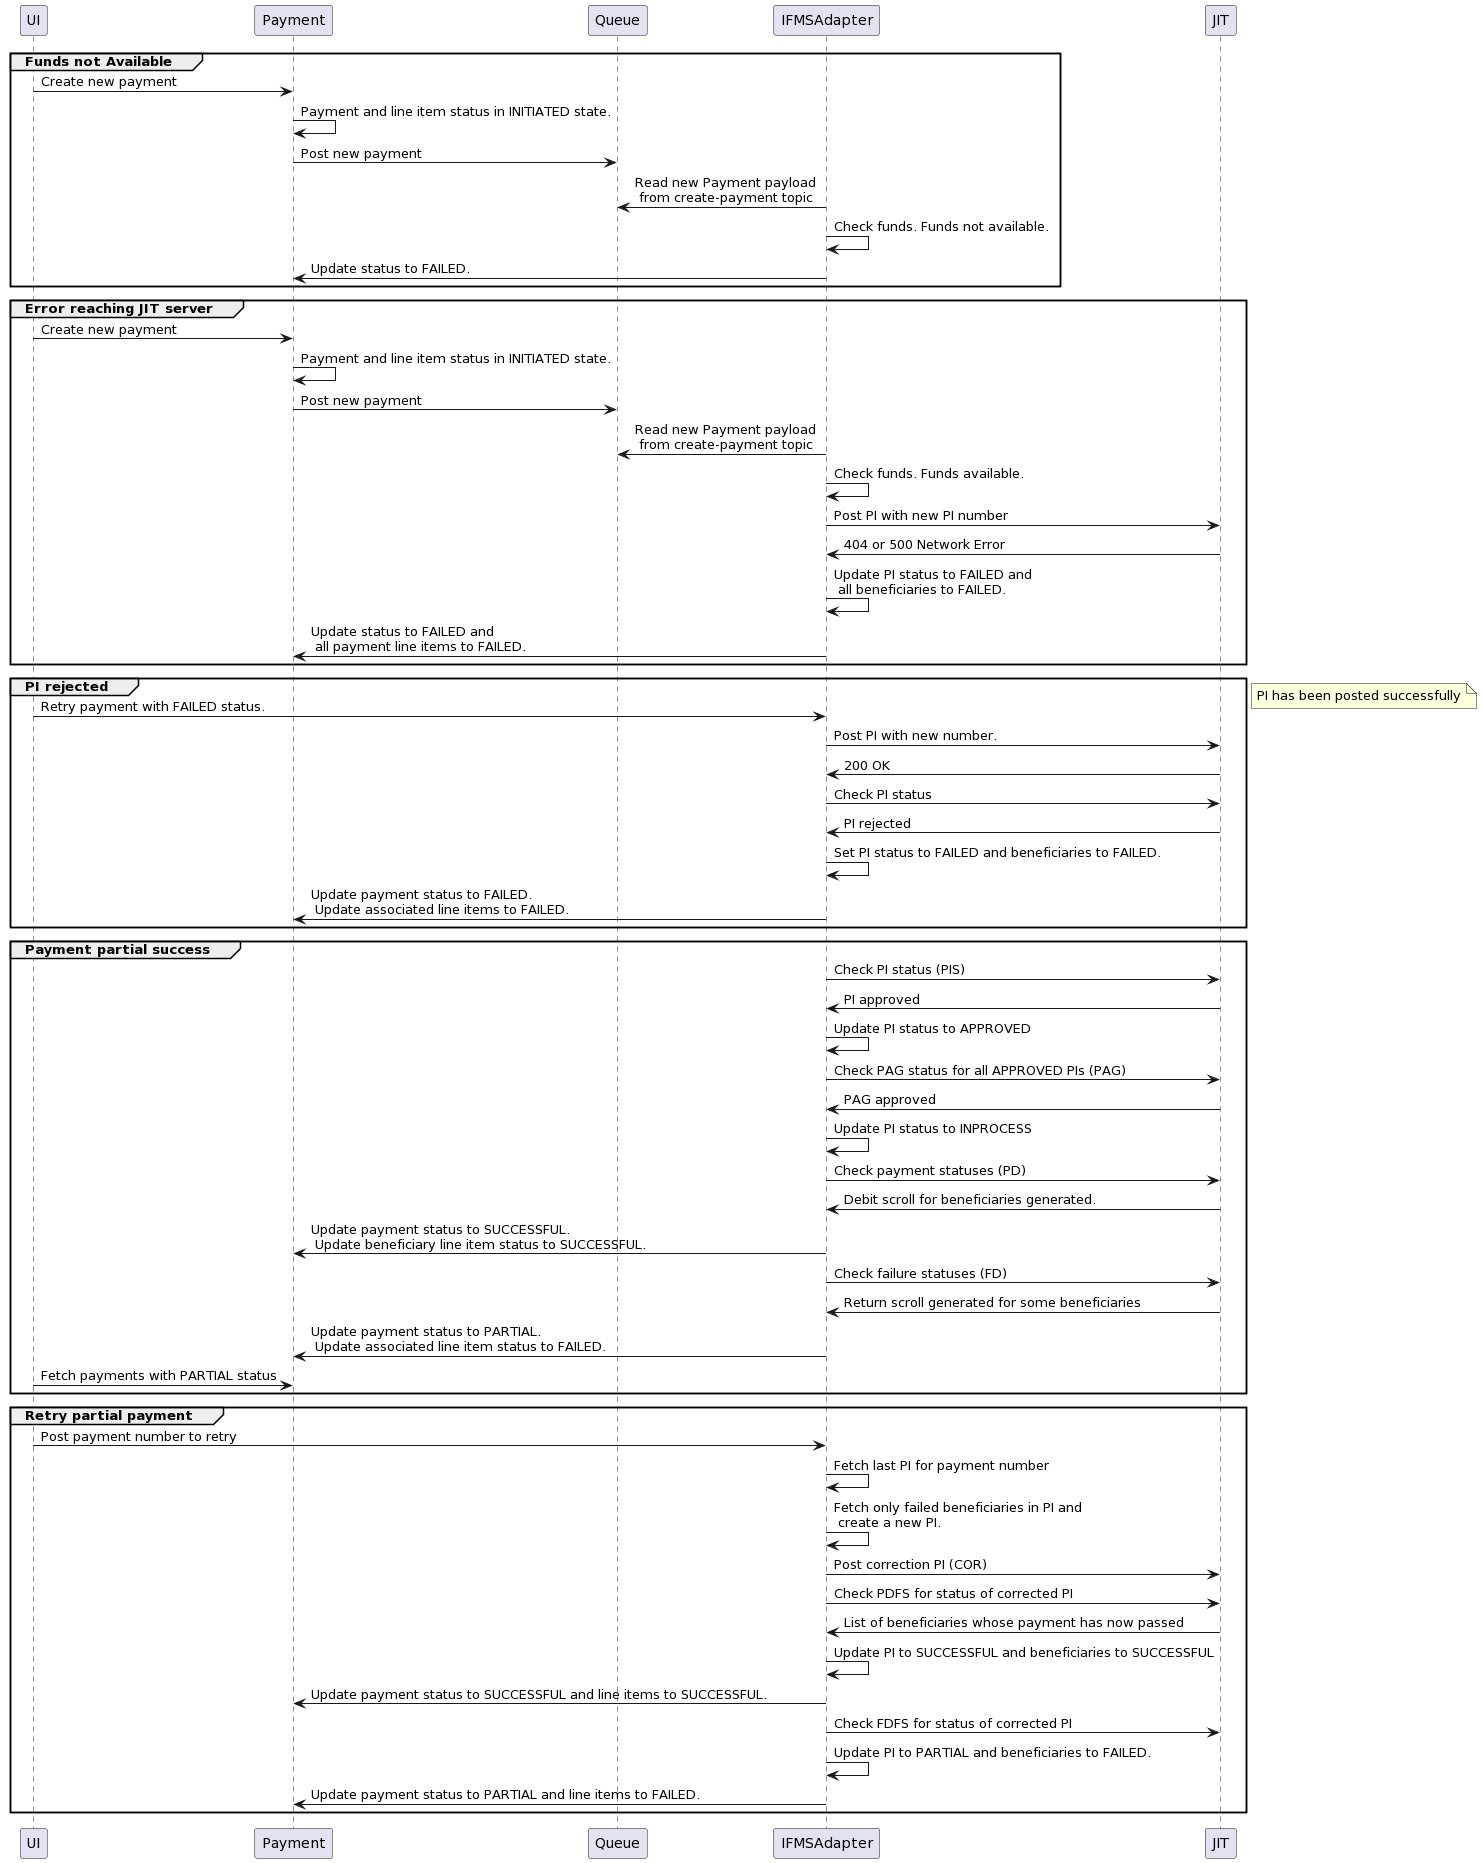 UI
Payment
Queue
IFMSAdapter
JIT
Funds not Available
Create new payment
Payment and line item status in INITIATED state.
Post new payment
Read new Payment payload
from create-payment topic
Check funds. Funds not available.
Update status to FAILED.
Error reaching JIT server
Create new payment
Payment and line item status in INITIATED state.
Post new payment
Read new Payment payload
from create-payment topic
Check funds. Funds available.
Post PI with new PI number
404 or 500 Network Error
Update PI status to FAILED and
all beneficiaries to FAILED.
Update status to FAILED and
all payment line items to FAILED.
PI rejected
PI has been posted successfully
Retry payment with FAILED status.
Post PI with new number.
200 OK
Check PI status
PI rejected
Set PI status to FAILED and beneficiaries to FAILED.
Update payment status to FAILED.
Update associated line items to FAILED.
Payment partial success
Check PI status (PIS)
PI approved
Update PI status to APPROVED
Check PAG status for all APPROVED PIs (PAG)
PAG approved
Update PI status to INPROCESS
Check payment statuses (PD)
Debit scroll for beneficiaries generated.
Update payment status to SUCCESSFUL.
Update beneficiary line item status to SUCCESSFUL.
Check failure statuses (FD)
Return scroll generated for some beneficiaries
Update payment status to PARTIAL.
Update associated line item status to FAILED.
Fetch payments with PARTIAL status
Retry partial payment
Post payment number to retry
Fetch last PI for payment number
Fetch only failed beneficiaries in PI and
create a new PI.
Post correction PI (COR)
Check PDFS for status of corrected PI
List of beneficiaries whose payment has now passed
Update PI to SUCCESSFUL and beneficiaries to SUCCESSFUL
Update payment status to SUCCESSFUL and line items to SUCCESSFUL.
Check FDFS for status of corrected PI
Update PI to PARTIAL and beneficiaries to FAILED.
Update payment status to PARTIAL and line items to FAILED.
UI
Payment
Queue
IFMSAdapter
JIT